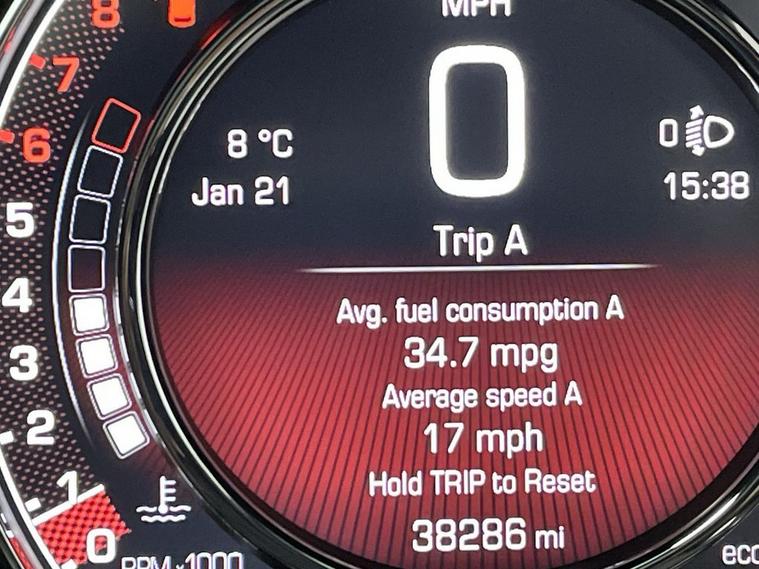 MPH
0
8 °C
Jan 21
0
15:38
Trip A
Avg. fuel consumption A
34.7 mpg
Average speed A
17 mph
Hold TRIP to Reset
38286 mi
8
7
6
5
4
3
2
1
0
RPM x1000
eco